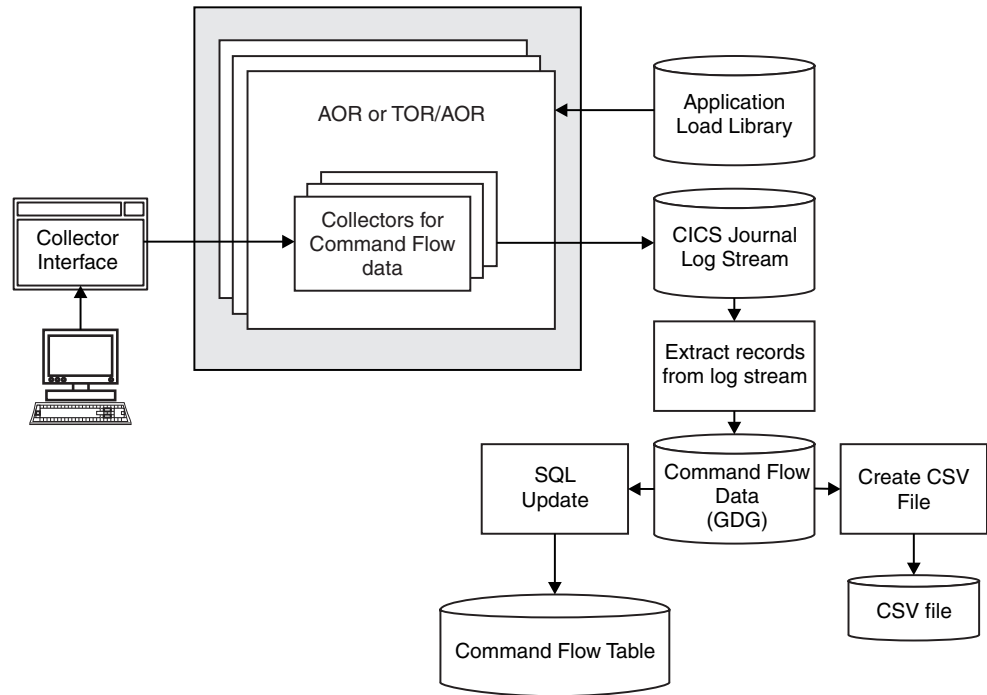 AOR or TOR/AOR
Application
Load Library
Collector
Interface
Collectors for
Command Flow
data
CICS Journal
Log Stream
Extract records
from log stream
SQL
Update
Command Flow
Data
(GDG)
Create CSV
File
Command Flow Table
CSV file